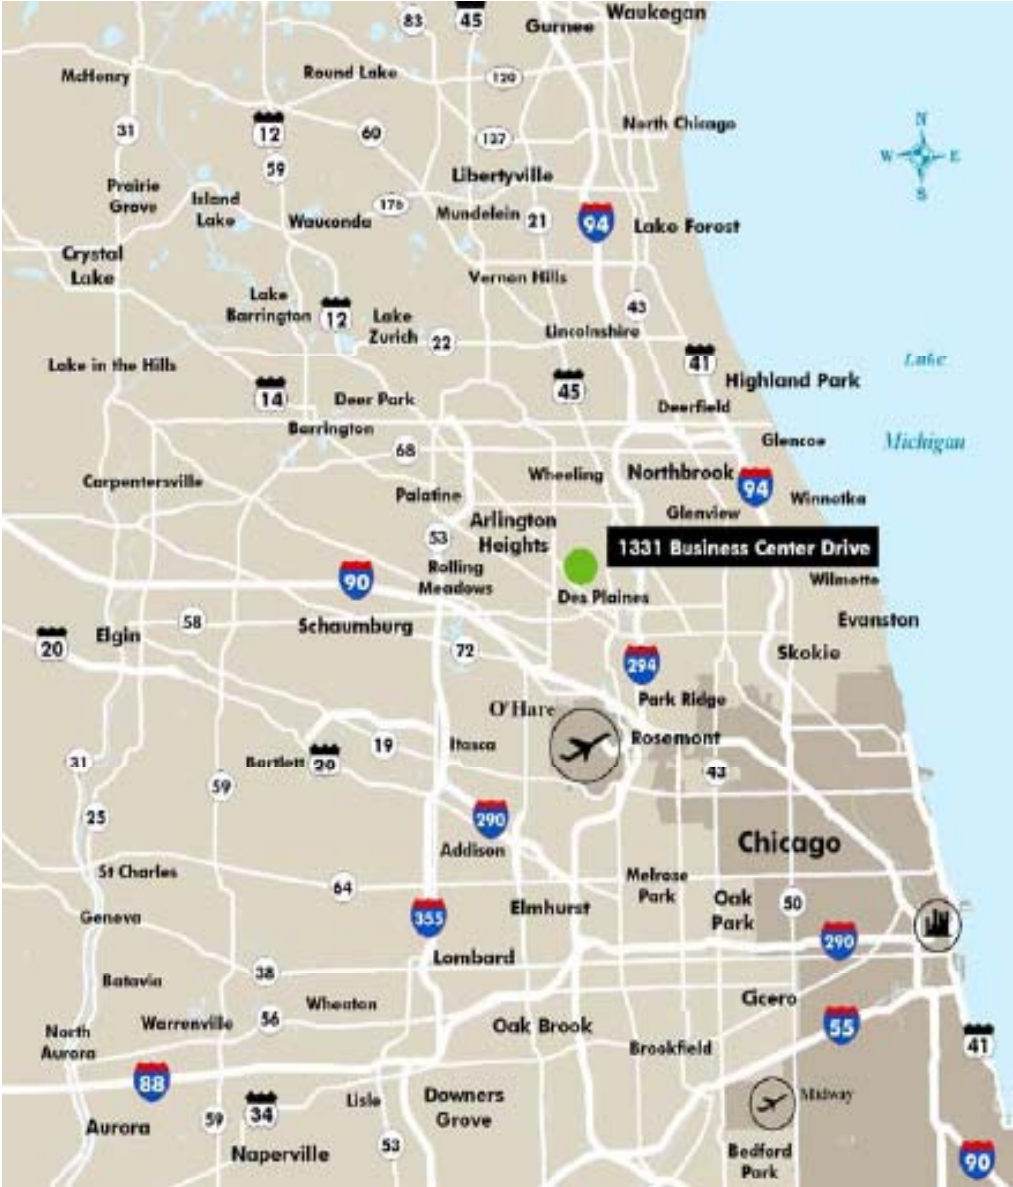 Waukegan
83
45
Gurnee
McHenry
Round Lake
120
31
12
60
137
North Chicago
N
W
E
S
59
Libertyville
Prairie
Grove
Island
Lake
176
Wauconda
Mundelein
21
94
Lake Forest
Crystal
Lake
Vernon Hills
Lake
Barrington
12
Lake
Zurich
22
43
Lincolnshire
Lake in the Hills
14
Deer Park
45
41
Highland Park
Lake
Michigan
Deerfield
Barrington
68
Glencoe
Carpentersville
Palatine
Wheeling
Northbrook
94
Winnetka
Glenview
Arlington
Heights
53
1331 Business Center Drive
Rolling
Meadows
90
Des Plaines
Wilmette
Evanston
58
Schaumburg
Elgin
20
72
294
Skokie
Park Ridge
O'Hare
Rosemont
19
Itasca
Bartlett
29
31
59
43
25
290
Addison
Chicago
St Charles
64
Melrose
Park
Oak
Park
50
Geneva
355
Elmhurst
290
38
Lombard
Batavia
Wheaton
Cicero
Warrenville
56
Oak Brook
55
North
Aurora
Brookfield
41
88
Midway
34
Lisle
Downers
Grove
59
Aurora
Naperville
53
Bedford
Park
90